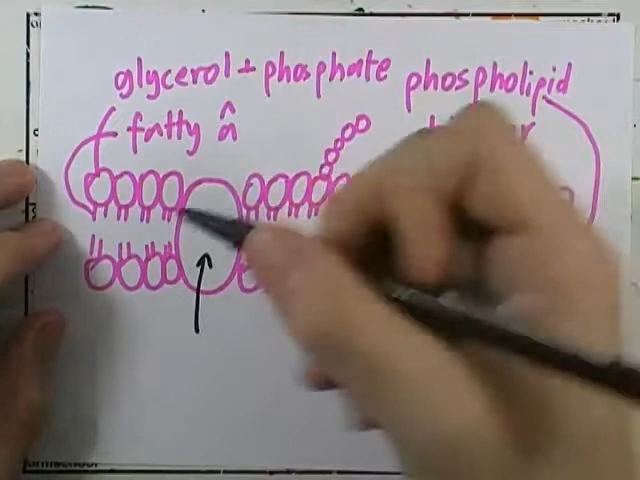 glycerol + phosphate
phospholipid
fatty â